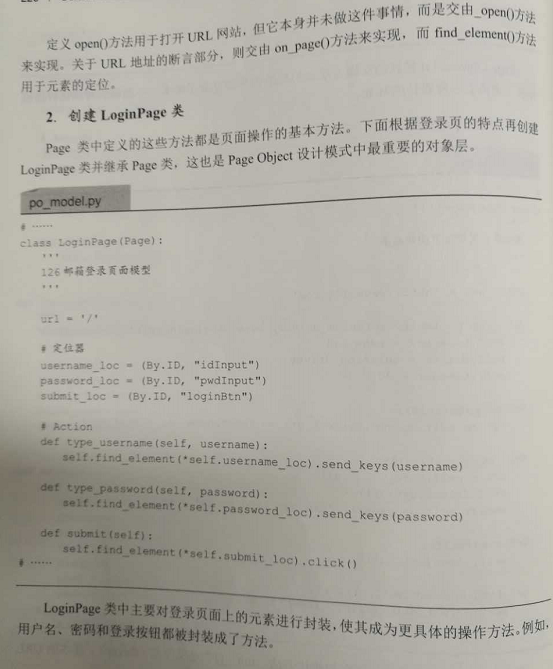 定义 open()方法用于打开 URL 网站，但它本身并未做这件事情，而是交由_open()方法
来实现。关于 URL 地址的断言部分，则交由 on_page()方法来实现，而 find_element()方法
用于元素的定位。
2．创建 LoginPage 类
Page 类中定义的这些方法都是页面操作的基本方法。下面根据登录页的特点再创建
LoginPage 类并继承 Page 类，这也是 Page Object 设计模式中最重要的对象层。
po_model.py
# ……
class LoginPage(Page):
'''
126 邮箱登录页面模型
'''
url = '/'
# 定位器
username_loc = (By.ID, "idInput")
password_loc = (By.ID, "pwdInput")
submit_loc = (By.ID, "loginBtn")
# Action
def type_username(self, username):
self.find_element(*self.username_loc).send_keys(username)
def type_password(self, password):
self.find_element(*self.password_loc).send_keys(password)
def submit(self):
self.find_element(*self.submit_loc).click()
# ……
LoginPage 类中主要对登录页面上的元素进行封装，使其成为更具体的操作方法。例如，
用户名、密码和登录按钮都被封装成了方法。